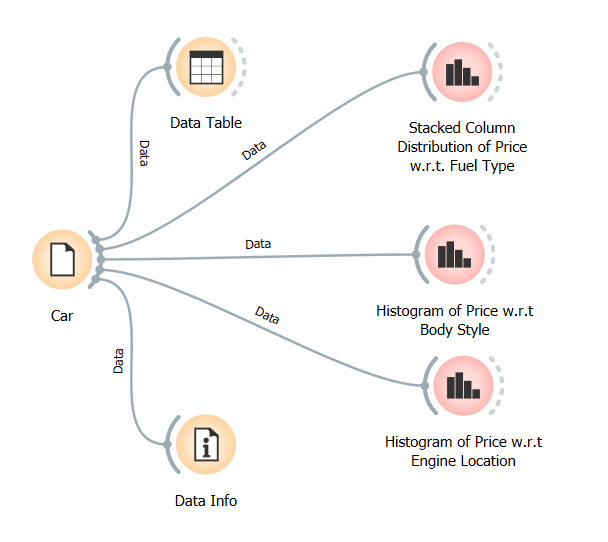 Data Table
Stacked Column
Distribution of Price
w.r.t. Fuel Type
Data
Data
Data
Histogram of Price w.r.t
Body Style
Car
Data
Data
Histogram of Price w.r.t
Engine Location
Data Info